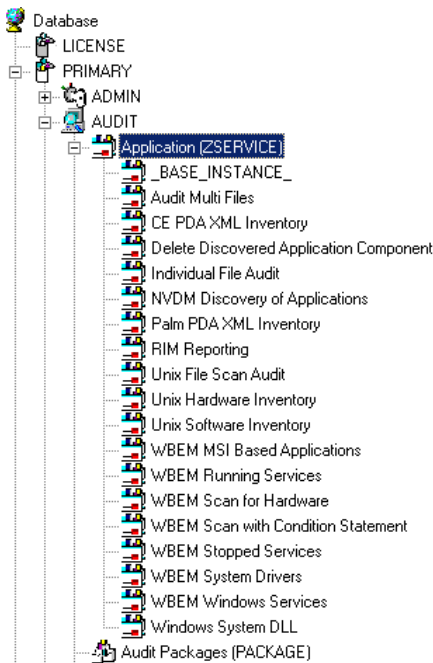 Database
LICENSE
PRIMARY
ADMIN
AUDIT
Application (ZSERVICE)
_BASE_INSTANCE_
Audit Multi Files
CE PDA XML Inventory
Delete Discovered Application Component
Individual File Audit
NVDM Discovery of Applications
Palm PDA XML Inventory
RIM Reporting
Unix File Scan Audit
Unix Hardware Inventory
Unix Software Inventory
WBEM MSI Based Applications
WBEM Running Services
WBEM Scan for Hardware
WBEM Scan with Condition Statement
WBEM Stopped Services
WBEM System Drivers
WBEM Windows Services
Windows System DLL
Audit Packages (PACKAGE)